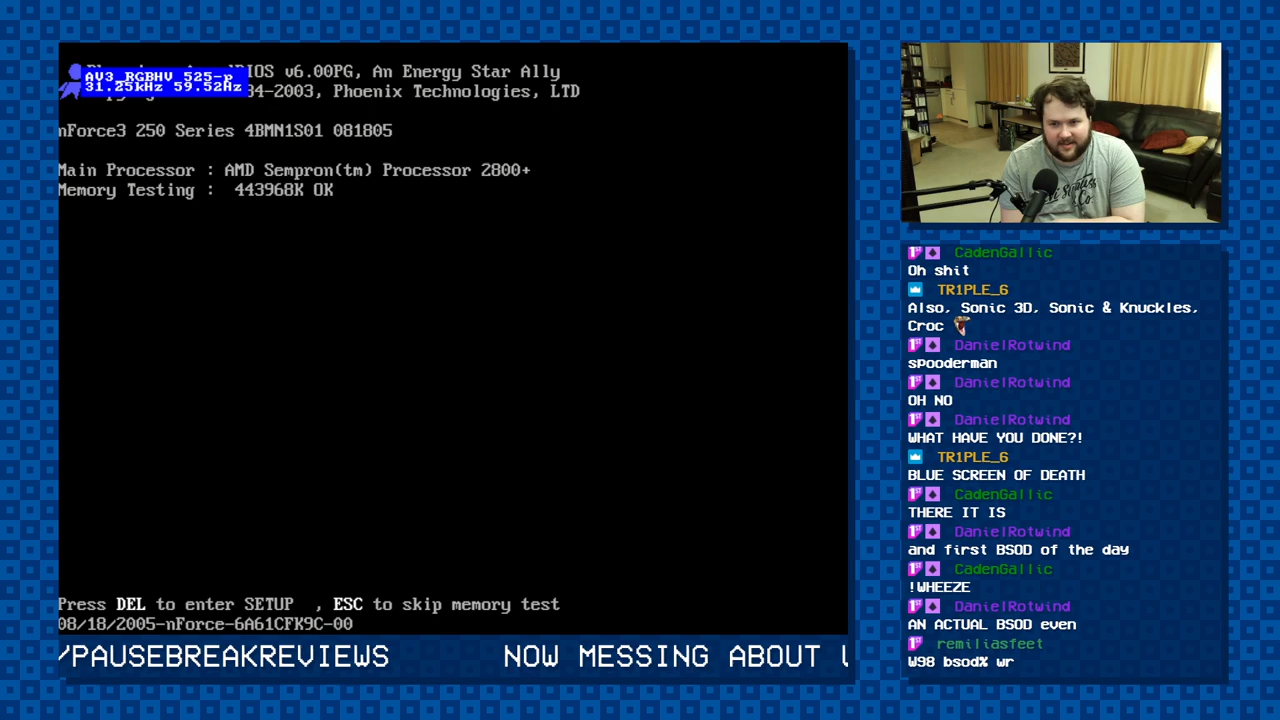 IOS v6.00PG, An Energy Star Ally
AV3 RGBHV 525-p
31.25kHz 59.52Hz
84-2003, Phoenix Technologies, LTD
nForce3 250 Series 4BMN1S01 081805
Main Processor : AMD Sempron(tm) Processor 2800+
Memory Testing :  443968K OK
Press DEL to enter SETUP  , ESC to skip memory test
08/18/2005-nForce-6A61CFK9C-00
/PAUSEBREAKREVIEWS NOW MESSING ABOUT
CadenGallic
Oh shit
TR1PLE_6
Also, Sonic 3D, Sonic & Knuckles,
Croc
DanielRotwind
spooderman
DanielRotwind
OH NO
DanielRotwind
WHAT HAVE YOU DONE?!
TR1PLE_6
BLUE SCREEN OF DEATH
CadenGallic
THERE IT IS
DanielRotwind
and first BSOD of the day
CadenGallic
!WHEEZE
DanielRotwind
AN ACTUAL BSOD even
remiliasfeet
W98 bsod% wr